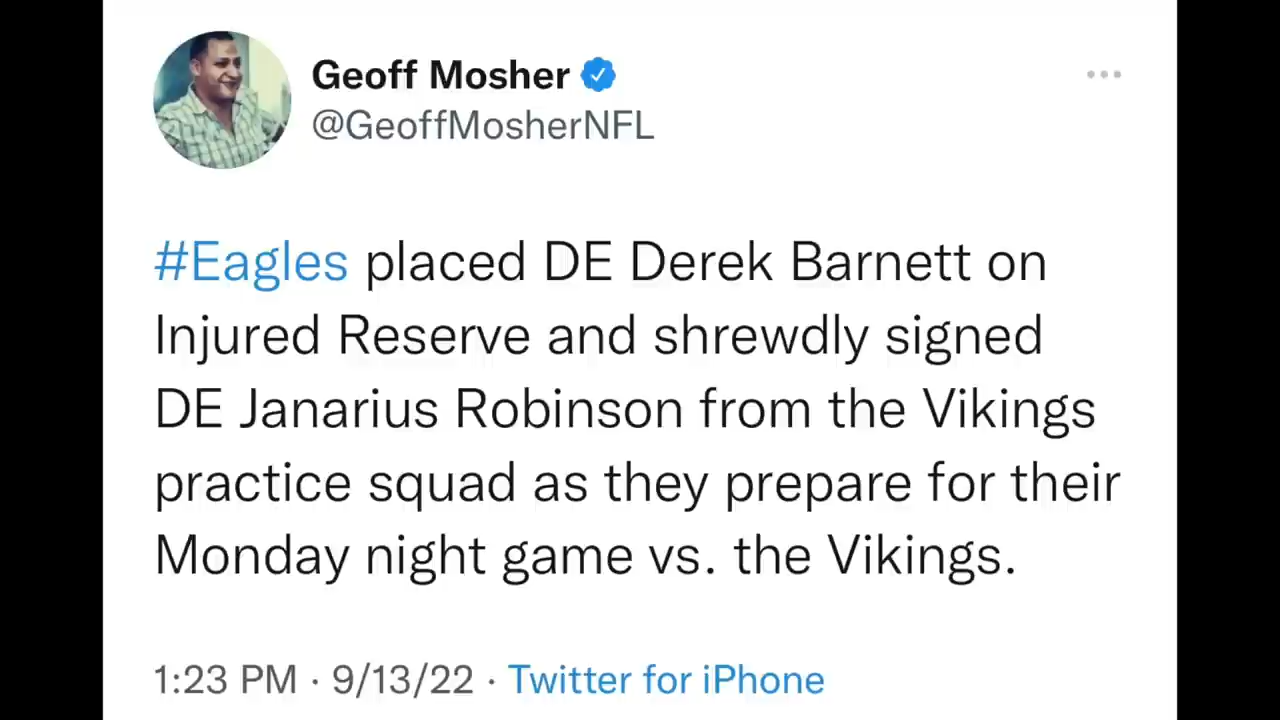 Geoff Mosher
@GeoffMosherNFL
#Eagles placed DE Derek Barnett on
Injured Reserve and shrewdly signed
DE Janarius Robinson from the Vikings
practice squad as they prepare for their
Monday night game vs. the Vikings.
1:23 PM · 9/13/22 · Twitter for iPhone